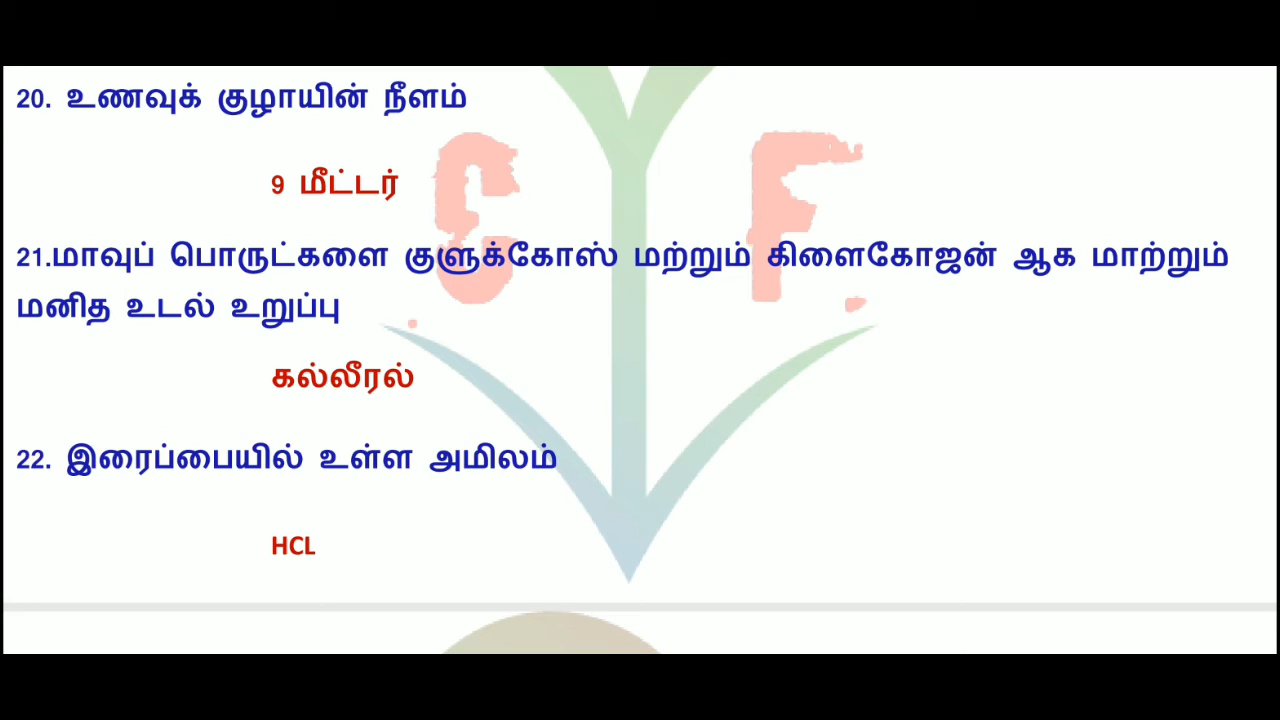 20. உணவுக் குழாயின் நீளம்
9 மீட்டர்
21.மாவுப் பொருட்களை குளுக்கோஸ் மற்றும் கிளைகோஜன் ஆக மாற்றும்
மனித உடல் உறுப்பு
கல்லீரல்
22. இரைப்பையில் உள்ள அமிலம்
HCL
C F